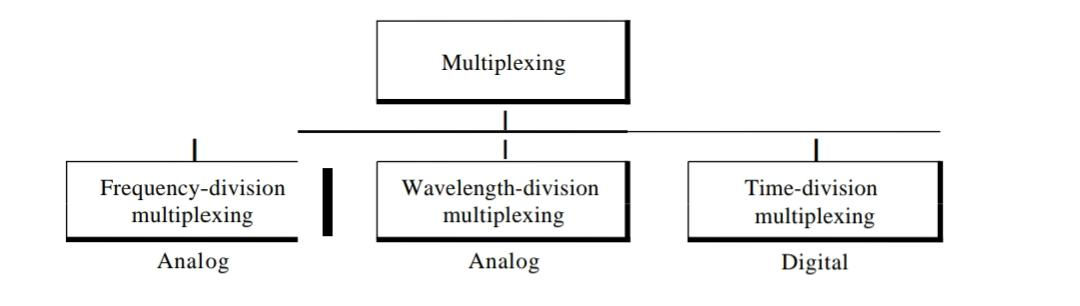 Multiplexing
Frequency-division
multiplexing
Wavelength-division
multiplexing
Time-division
multiplexing
Analog
Analog
Digital